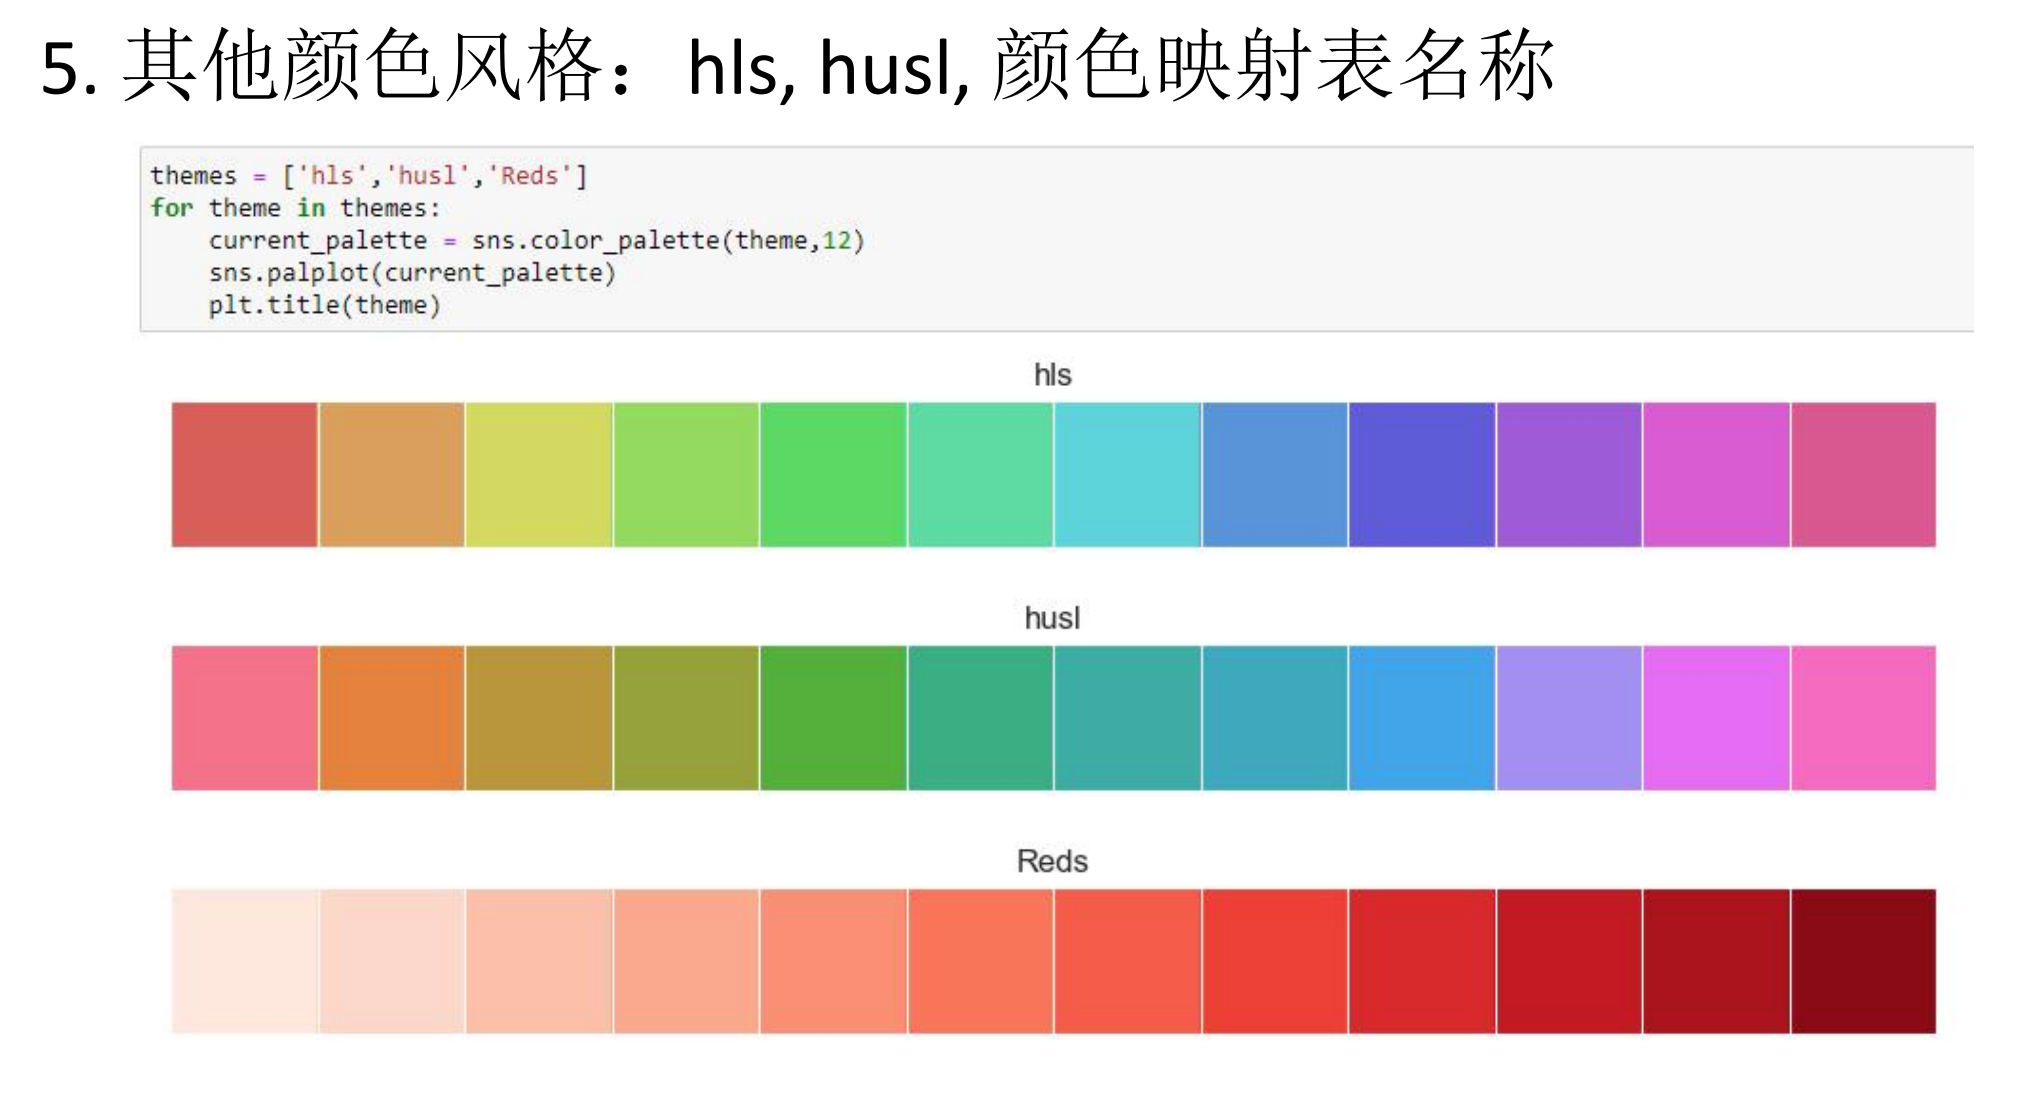 5. 其他颜色风格：hls, husl, 颜色映射表名称
themes = ['hls','husl','Reds']
for theme in themes:
    current_palette = sns.color_palette(theme,12)
    sns.palplot(current_palette)
    plt.title(theme)
hls
husl
Reds